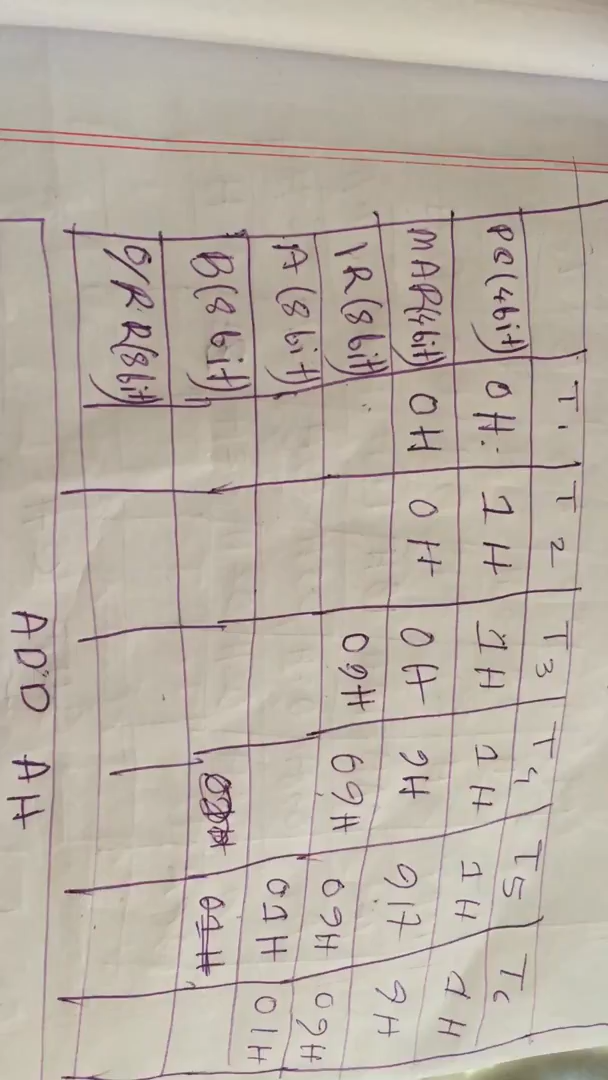 T1 T2 T3 T4 T5 T6
PC(4bit) 0H 1H 1H 1H 1H 1H
MAR(4bit) 0H 0H 0H 9H 9H 9H
IR(8bit) 09H 09H 09H 09H
A(8bit) 01H 01H
B(8bit)
O/P.R(8bit)
ADD AH